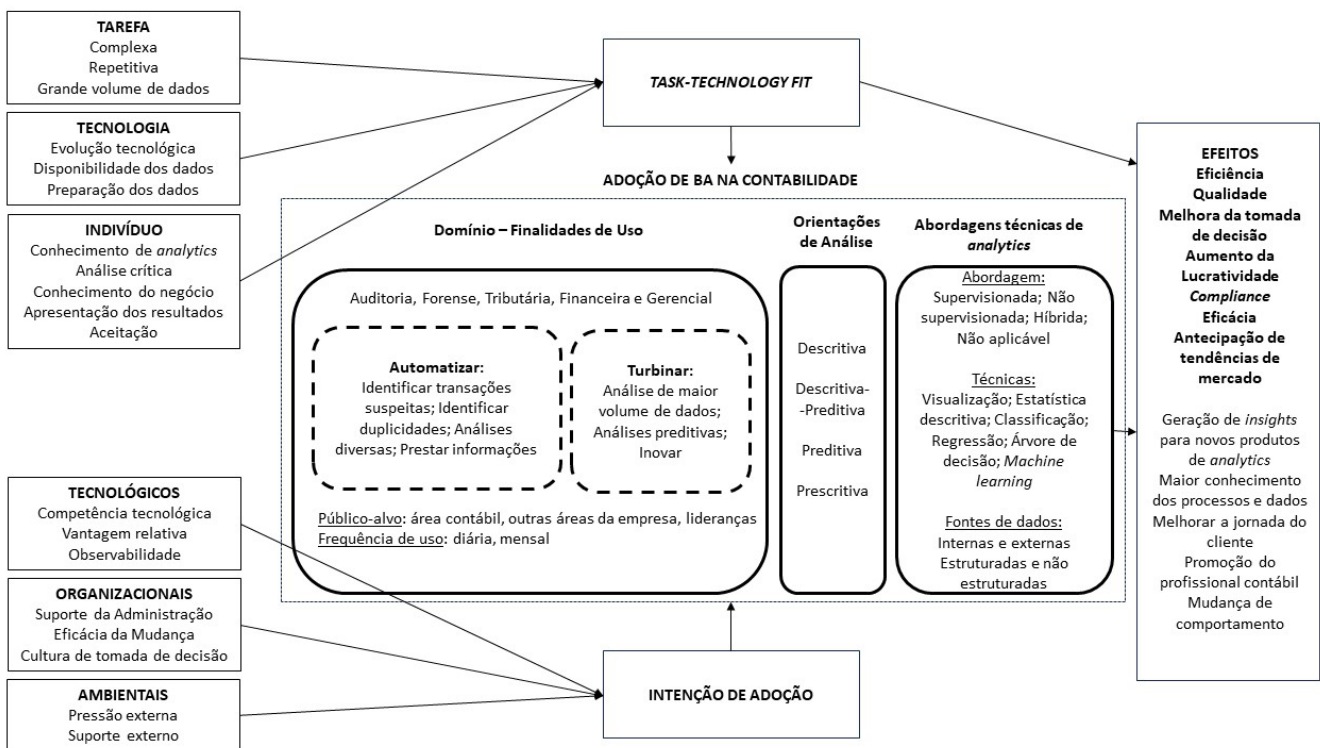 TAREFA
Complexa
Repetitiva
Grande volume de dados
TECNOLOGIA
Evolução tecnológica
Disponibilidade dos dados
Preparação dos dados
INDIVÍDUO
Conhecimento de analytics
Análise crítica
Conhecimento do negócio
Apresentação dos resultados
Aceitação
TECNOLÓGICOS
Competência tecnológica
Vantagem relativa
Observabilidade
ORGANIZACIONAIS
Suporte da Administração
Eficácia da Mudança
Cultura de tomada de decisão
AMBIENTAIS
Pressão externa
Suporte externo
TASK-TECHNOLOGY FIT
ADOÇÃO DE BA NA CONTABILIDADE
Domínio – Finalidades de Uso
Auditoria, Forense, Tributária, Financeira e Gerencial
Automatizar:
Identificar transações
suspeitas; Identificar
duplicidades; Análises
diversas; Prestar informações
Turbinar:
Análise de maior
volume de dados;
Análises preditivas;
Inovar
Público-alvo: área contábil, outras áreas da empresa, lideranças
Frequência de uso: diária, mensal
Orientações
de Análise
Descritiva
Descritiva-
-Preditiva
Preditiva
Prescritiva
Abordagens técnicas de
analytics
Abordagem:
Supervisionada; Não
supervisionada; Híbrida;
Não aplicável
Técnicas:
Visualização; Estatística
descritiva; Classificação;
Regressão; Árvore de
decisão; Machine
learning
Fontes de dados:
Internas e externas
Estruturadas e não
estruturadas
INTENÇÃO DE ADOÇÃO
EFEITOS
Eficiência
Qualidade
Melhora da tomada
de decisão
Aumento da
Lucratividade
Compliance
Eficácia
Antecipação de
tendências de
mercado
Geração de insights
para novos produtos
de analytics
Maior conhecimento
dos processos e dados
Melhorar a jornada do
cliente
Promoção do
profissional contábil
Mudança de
comportamento